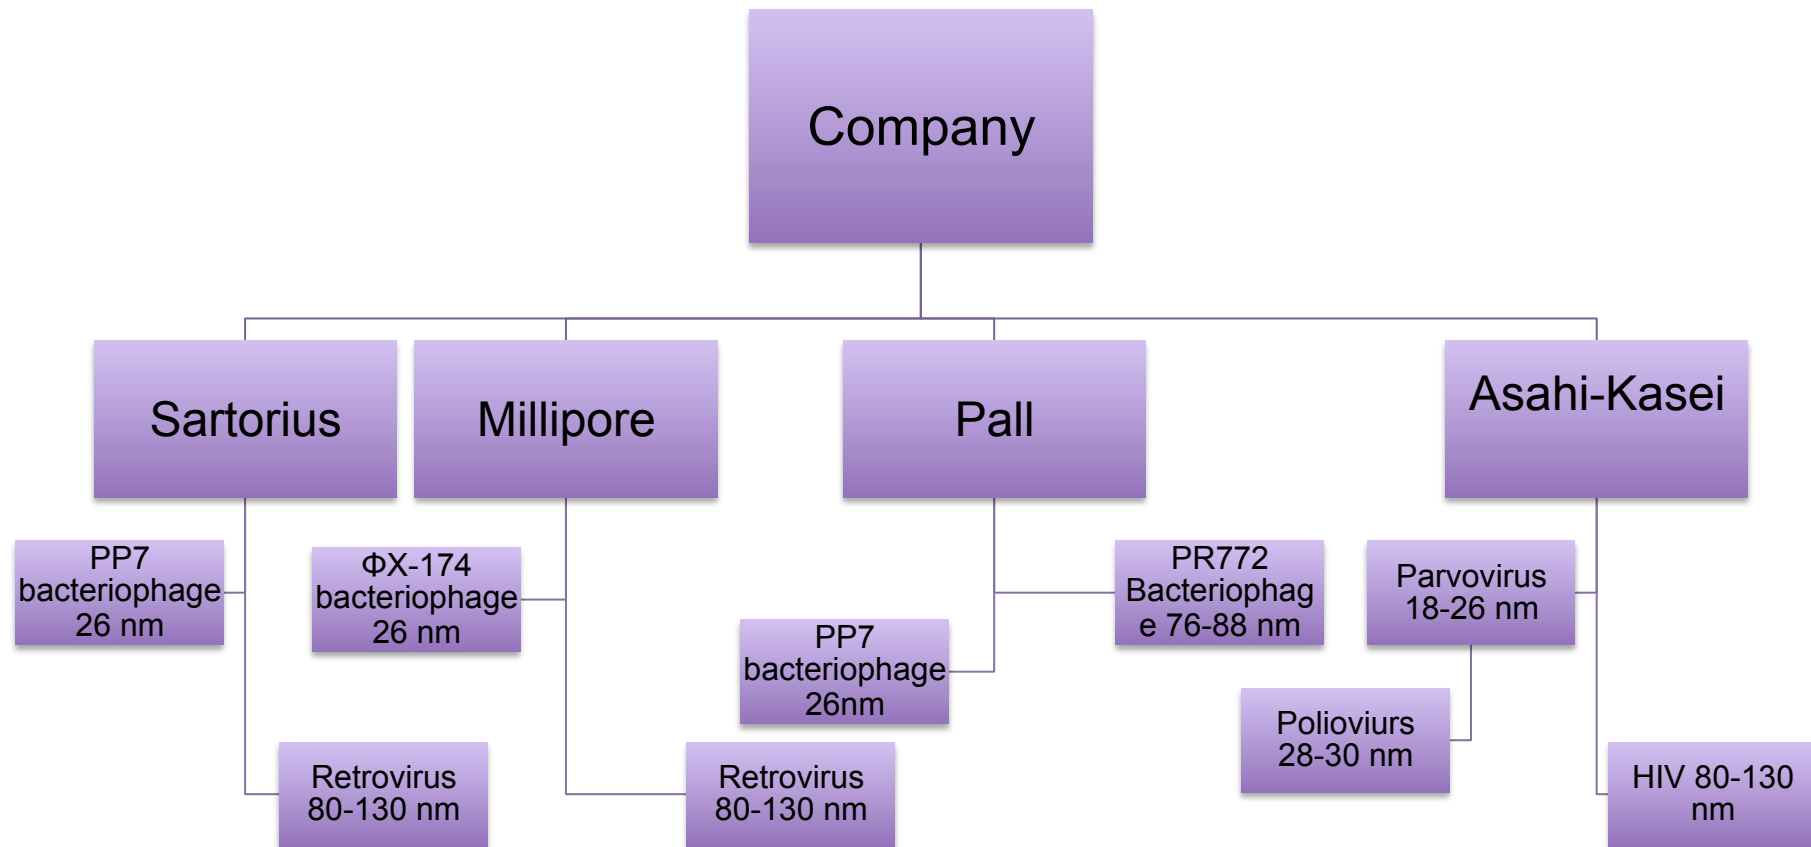 Company
Sartorius
Millipore
Pall
Asahi-Kasei
PP7
bacteriophage
26 nm
ΦX-174
bacteriophage
26 nm
PR772
Bacteriophag
e 76-88 nm
Parvovirus
18-26 nm
PP7
bacteriophage
26nm
Polioviurs
28-30 nm
Retrovirus
80-130 nm
Retrovirus
80-130 nm
HIV 80-130
nm